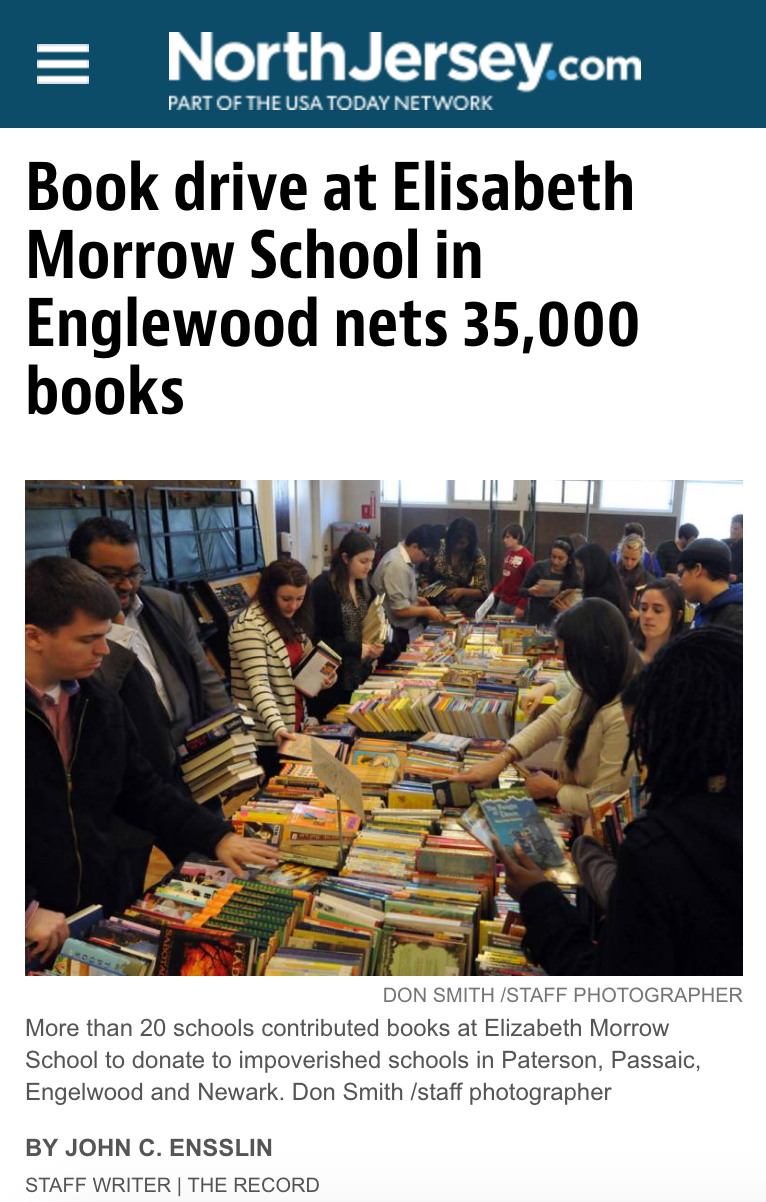 NorthJersey.com
PART OF THE USA TODAY NETWORK
Book drive at Elisabeth
Morrow School in
Englewood nets 35,000
books
DON SMITH /STAFF PHOTOGRAPHER
More than 20 schools contributed books at Elizabeth Morrow
School to donate to impoverished schools in Paterson, Passaic,
Engelwood and Newark. Don Smith /staff photographer
BY JOHN C. ENSSLIN
STAFF WRITER | THE RECORD